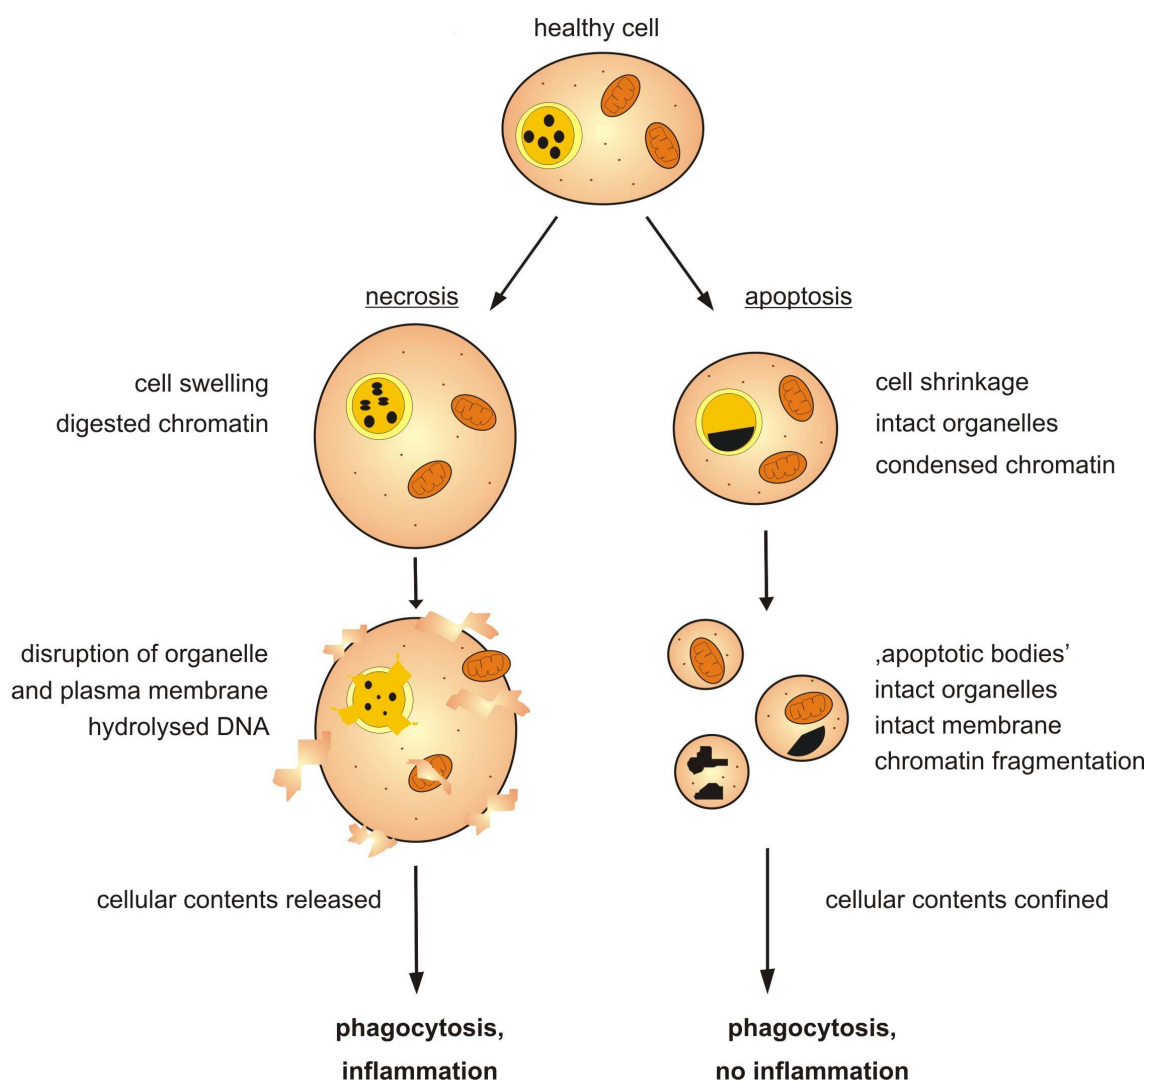 healthy cell
necrosis
apoptosis
cell swelling
digested chromatin
cell shrinkage
intact organelles
condensed chromatin
disruption of organelle
and plasma membrane
hydrolysed DNA
‚apoptotic bodies’
intact organelles
intact membrane
chromatin fragmentation
cellular contents released
cellular contents confined
phagocytosis,
inflammation
phagocytosis,
no inflammation